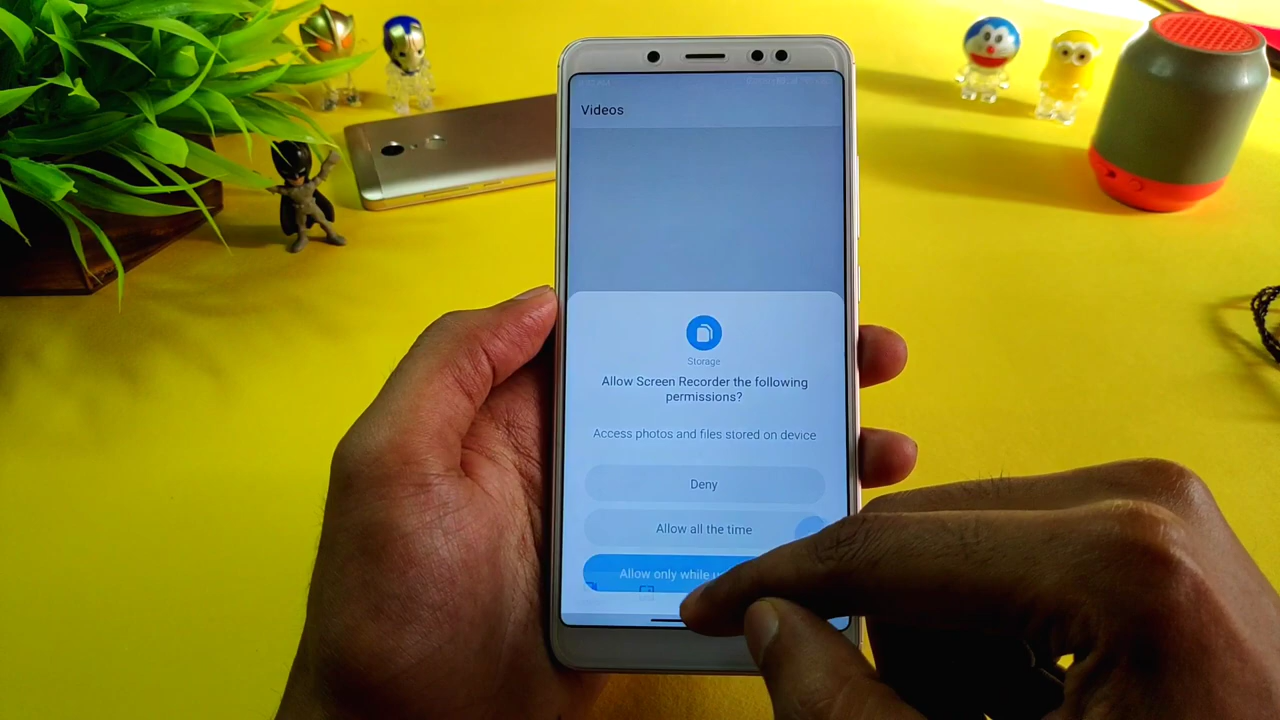 Videos
Storage
Allow Screen Recorder the following
permissions?
Access photos and files stored on device
Deny
Allow all the time
Allow only while